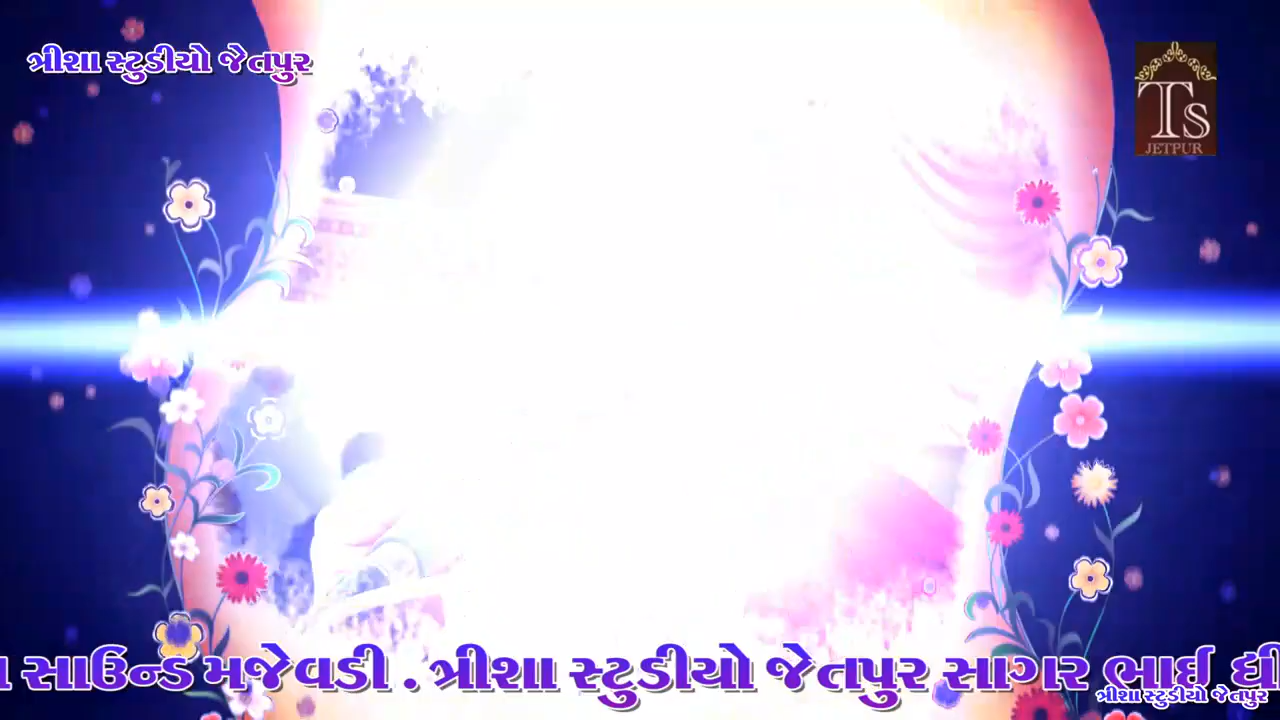 ત્રીશા સ્ટુડીયો જેતપુર
Ts
JETPUR
સાઉન્ડ મજેવડી . ત્રીશા સ્ટુડીયો જેતપુર સાગર ભાઈ
ત્રીશા સ્ટુડીયો જેતપુર